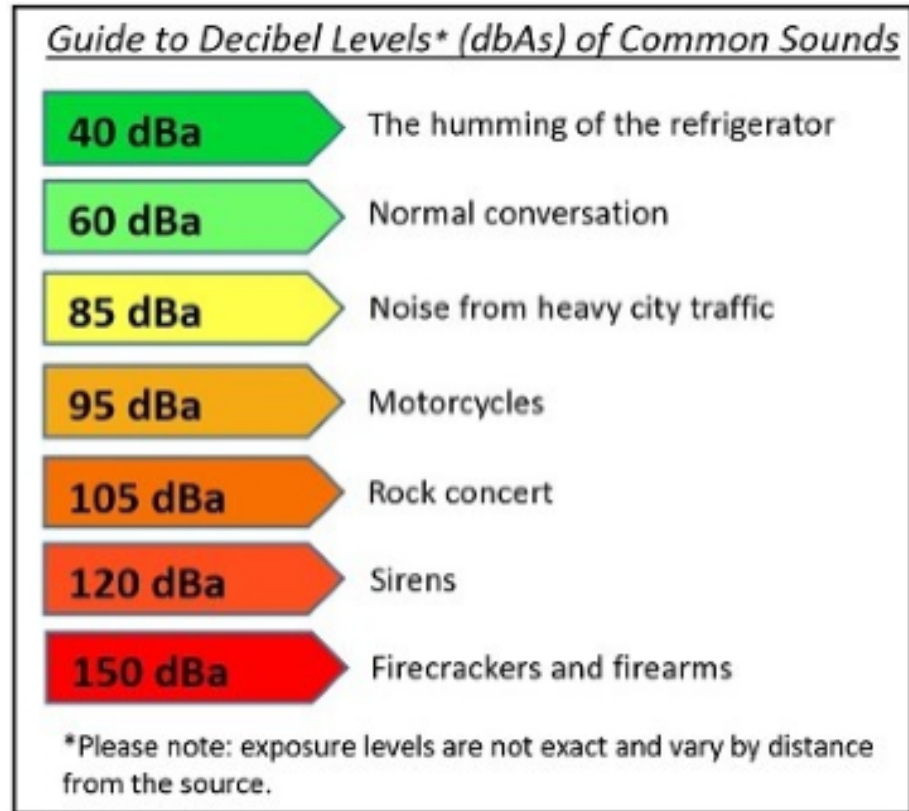 Guide to Decibel Levels* (dbAs) of Common Sounds
40 dBa The humming of the refrigerator
60 dBa Normal conversation
85 dBa Noise from heavy city traffic
95 dBa Motorcycles
105 dBa Rock concert
120 dBa Sirens
150 dBa Firecrackers and firearms
*Please note: exposure levels are not exact and vary by distance
from the source.